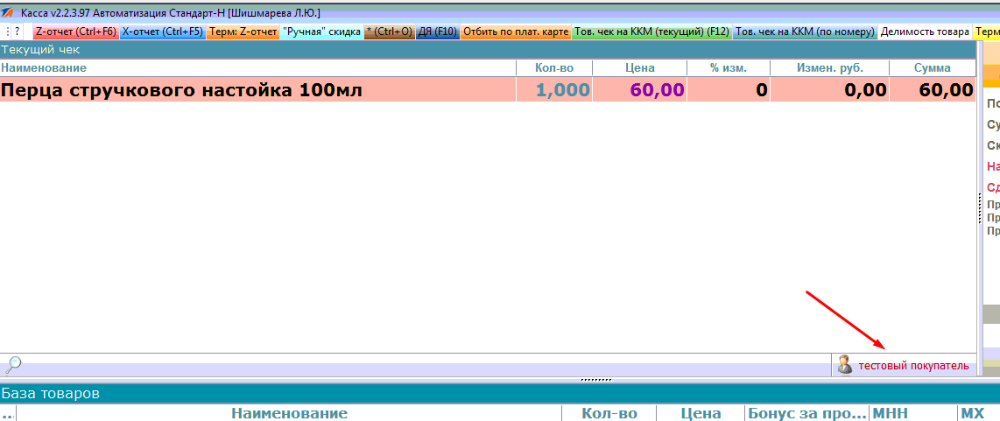 Касса v2.2.3.97 Автоматизация Стандарт-Н [Шишмарева Л.Ю.]
? Z-отчет (Ctrl+F6) X-отчет (Ctrl+F5) Терм: Z-отчет "Ручная" скидка * (Ctrl+O) ДЯ (F10) Отбить по плат. карте Тов. чек на ККМ (текущий) (F12) Тов. чек на ККМ (по номеру) Делимость товара Терм
Текущий чек
Наименование Кол-во Цена % изм. Измен. руб. Сумма
Перца стручкового настойка 100мл 1,000 60,00 0 0,00 60,00
По
Су
Ск
На
Сд
Пр
Пр
Пр
тестовый покупатель
База товаров
... Наименование Кол-во Цена Бонус за про... МНН МХ